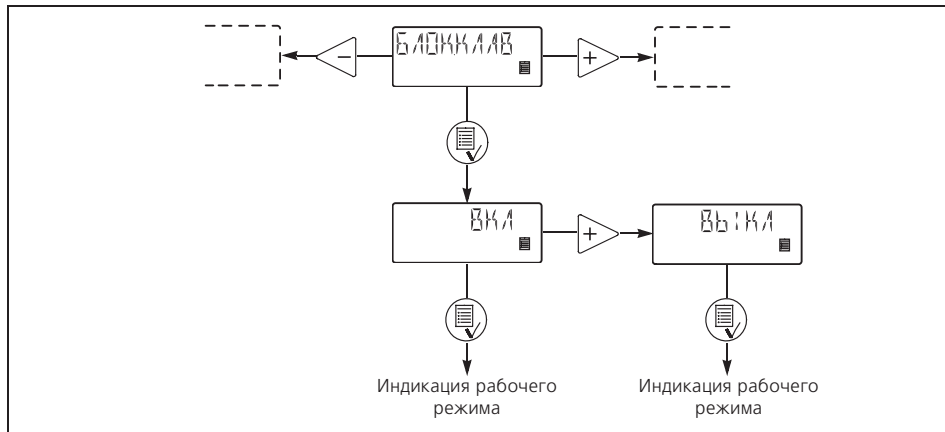 БЛОККЛАВ
ВКЛ
ВЫКЛ
Индикация рабочего
режима
Индикация рабочего
режима